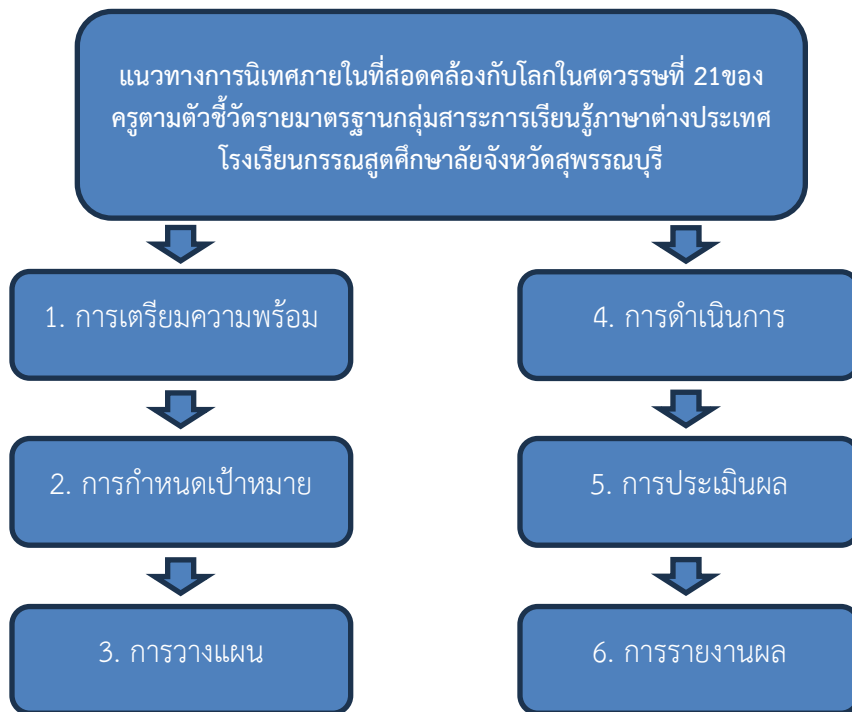 แนวทางการนิเทศภายในที่สอดคล้องกับโลกในศตวรรษที่ 21ของ
ครูตามตัวชี้วัดรายมาตรฐานกลุ่มสาระการเรียนรู้ภาษาต่างประเทศ
โรงเรียนกรรณสูตศึกษาลัยจังหวัดสุพรรณบุรี
1. การเตรียมความพร้อม
2. การกำหนดเป้าหมาย
3. การวางแผน
4. การดำเนินการ
5. การประเมินผล
6. การรายงานผล